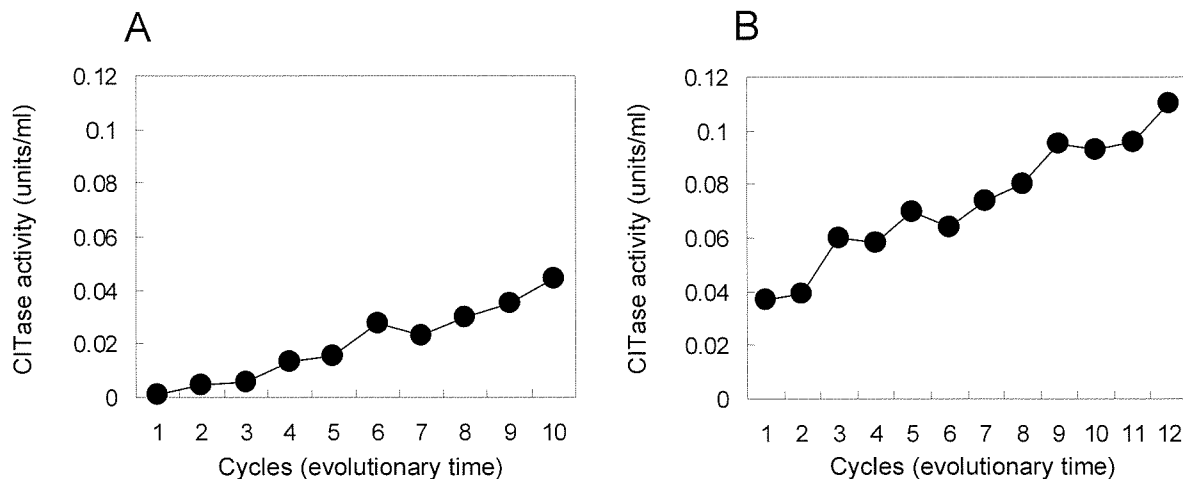 A
CITase activity (units/ml)
0.12
0.1
0.08
0.06
0.04
0.02
0
1 2 3 4 5 6 7 8 9 10
Cycles (evolutionary time)
B
CITase activity (units/ml)
0.12
0.1
0.08
0.06
0.04
0.02
0
1 2 3 4 5 6 7 8 9 10 11 12
Cycles (evolutionary time)